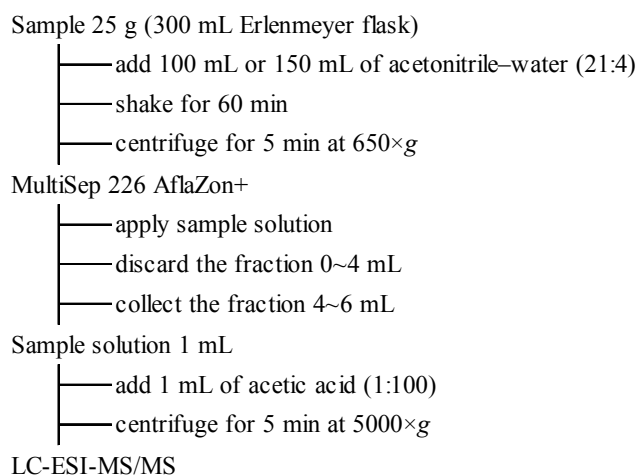 Sample 25 g (300 mL Erlenmeyer flask)
add 100 mL or 150 mL of acetonitrile–water (21:4)
shake for 60 min
centrifuge for 5 min at 650×g
MultiSep 226 AflaZon+
apply sample solution
discard the fraction 0~4 mL
collect the fraction 4~6 mL
Sample solution 1 mL
add 1 mL of acetic acid (1:100)
centrifuge for 5 min at 5000×g
LC-ESI-MS/MS